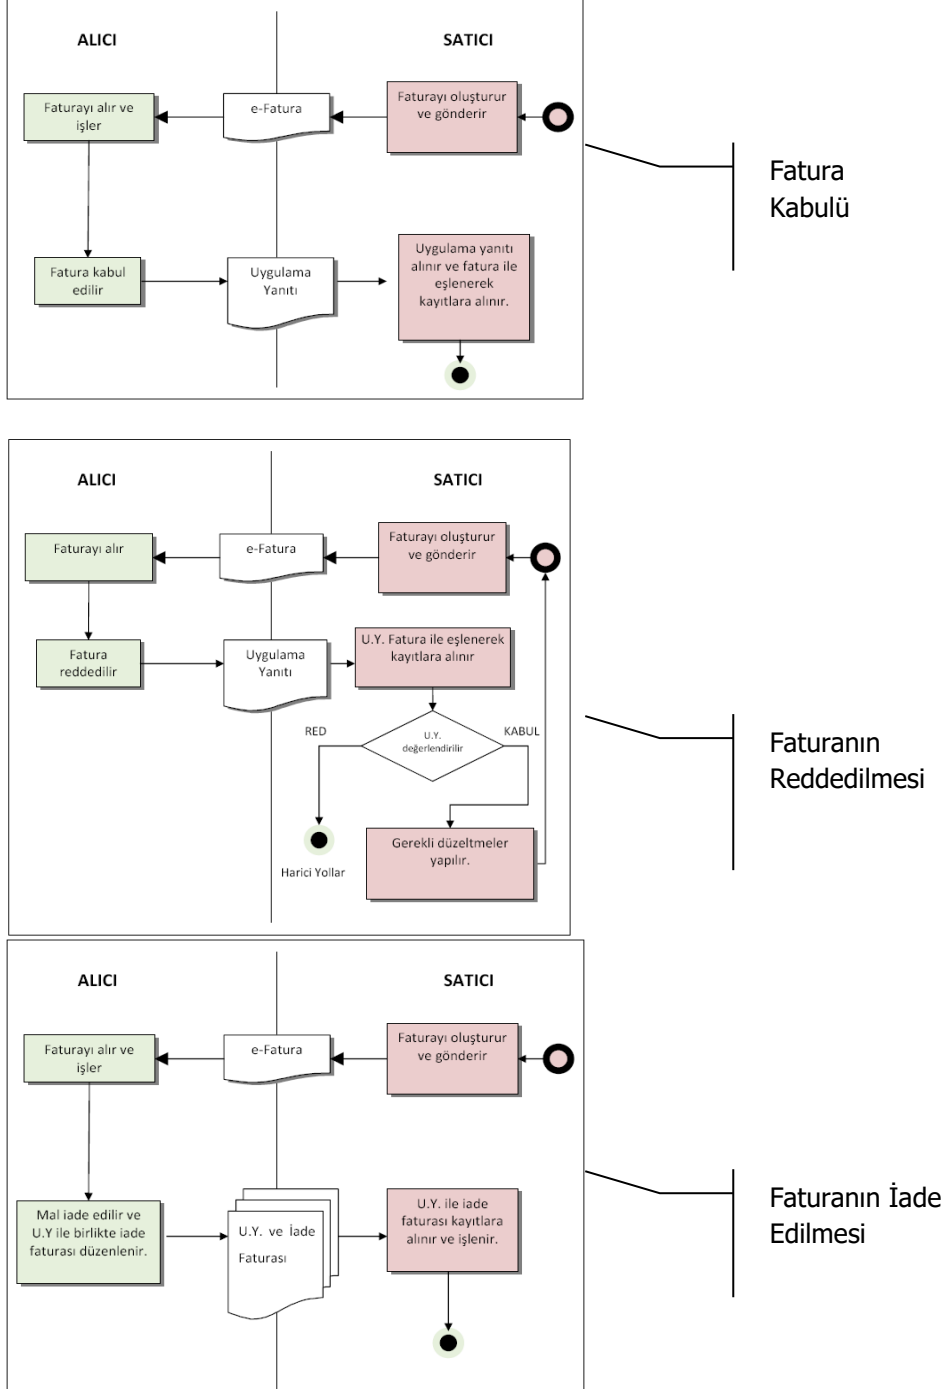 ALICI
SATICI
Faturayı alır ve
işler
e-Fatura
Faturayı oluşturur
ve gönderir
Fatura
Kabulü
Fatura kabul
edilir
Uygulama
Yanıtı
Uygulama yanıtı
alınır ve fatura ile
eşlenerek
kayıtlara alınır.
ALICI
SATICI
Faturayı alır
e-Fatura
Faturayı oluşturur
ve gönderir
Fatura
reddedilir
Uygulama
Yanıtı
U.Y. Fatura ile eşlenerek
kayıtlara alınır
RED
U.Y.
değerlendirilir
KABUL
Faturanın
Reddedilmesi
Harici Yollar
Gerekli düzeltmeler
yapılır.
ALICI
SATICI
Faturayı alır ve
işler
e-Fatura
Faturayı oluşturur
ve gönderir
Mal iade edilir ve
U.Y ile birlikte iade
faturası düzenlenir.
U.Y. ve İade
Faturası
U.Y. ile iade
faturası kayıtlara
alınır ve işlenir.
Faturanın İade
Edilmesi